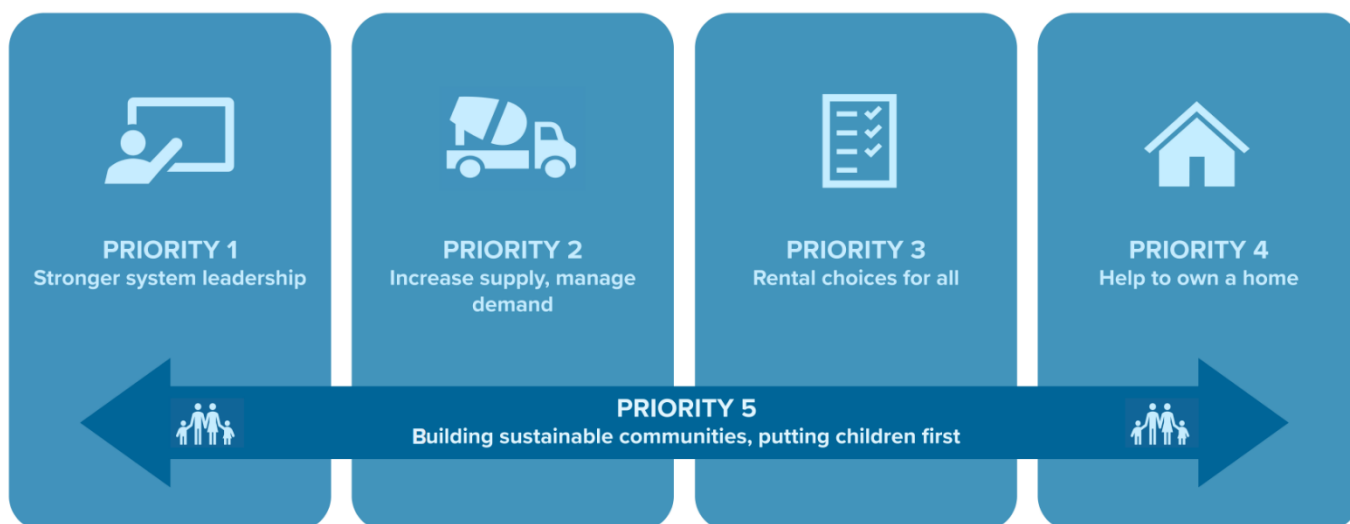 PRIORITY 1
Stronger system leadership
PRIORITY 2
Increase supply, manage
demand
PRIORITY 3
Rental choices for all
PRIORITY 4
Help to own a home
PRIORITY 5
Building sustainable communities, putting children first